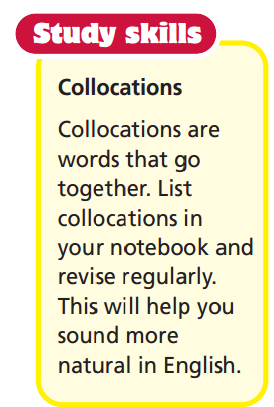 Study skills
Collocations
Collocations are
words that go
together. List
collocations in
your notebook and
revise regularly.
This will help you
sound more
natural in English.